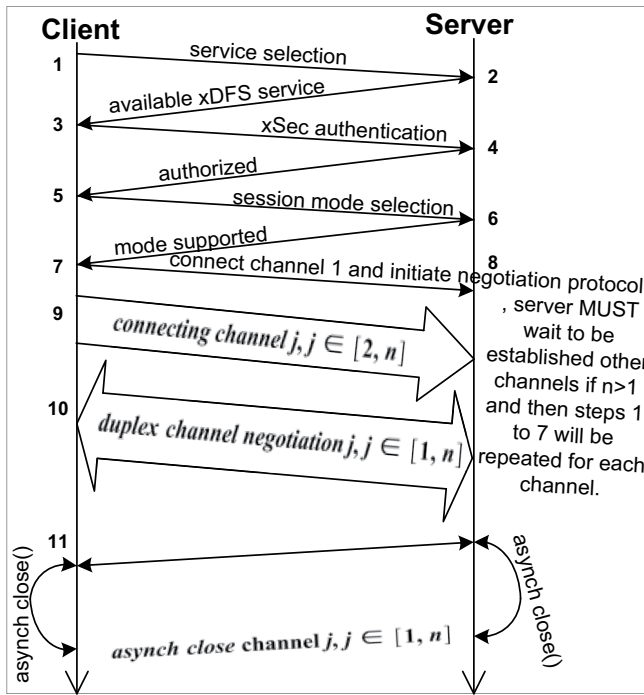 Client
Server
1
service selection
2
available xDFS service
3
xSec authentication
4
authorized
5
session mode selection
6
mode supported
7
8
connect channel 1 and initiate negotiation protocol
, server MUST
wait to be
established other
channels if n>1
and then steps 1
to 7 will be
repeated for each
channel.
9
connecting channel j, j ∈ [2, n]
10
duplex channel negotiation j, j ∈ [1, n]
11
asynch close()
asynch close()
asynch close channel j, j ∈ [1, n]